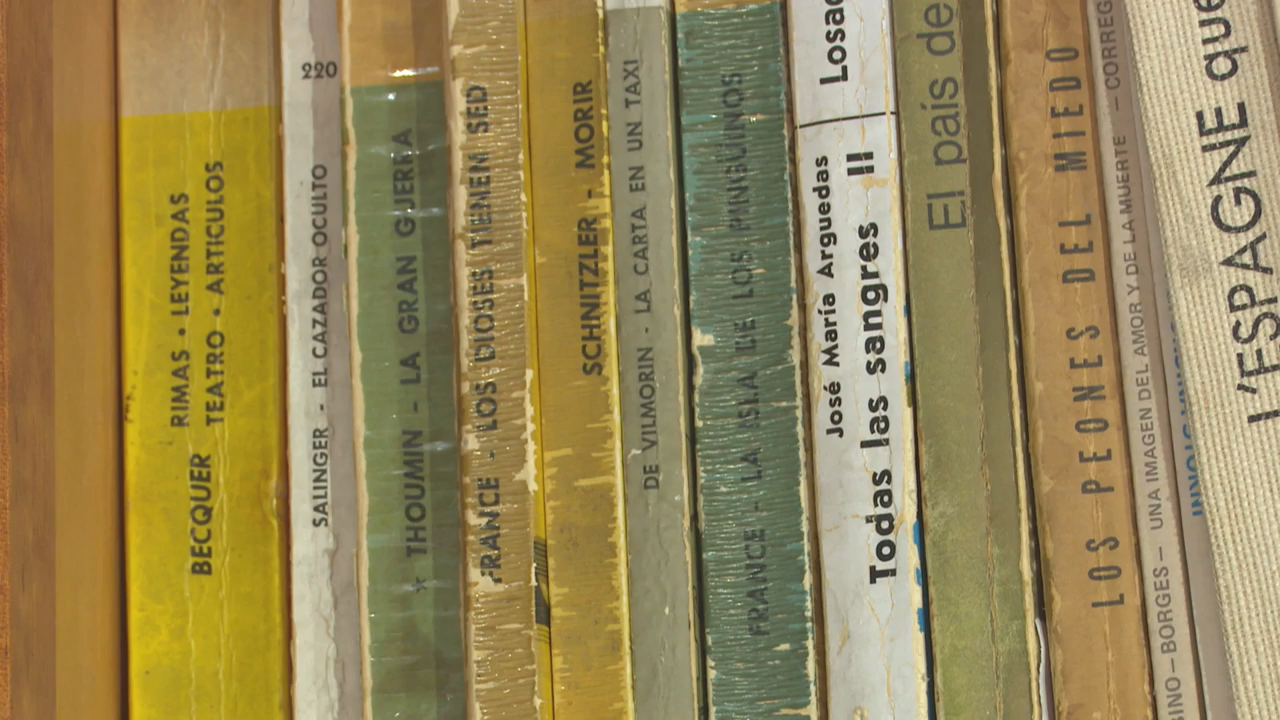 BECQUER
RIMAS • LEYENDAS
TEATRO • ARTICULOS
220
SALINGER - EL CAZADOR OCULTO
* THOUMIN - LA GRAN GUERRA
FRANCE - LOS DIOSES TIENEN SED
SCHNITZLER - MORIR
DE VILMORIN - LA CARTA EN UN TAXI
FRANCE - LA ISLA DE LOS PINGUINOS
José María Arguedas
Todas las sangres II
Losad
El país de
LOS PEONES DEL MIEDO
INO – BORGES – UNA IMAGEN DEL AMOR Y DE LA MUERTE – CORREG
L'ESPAGNE que